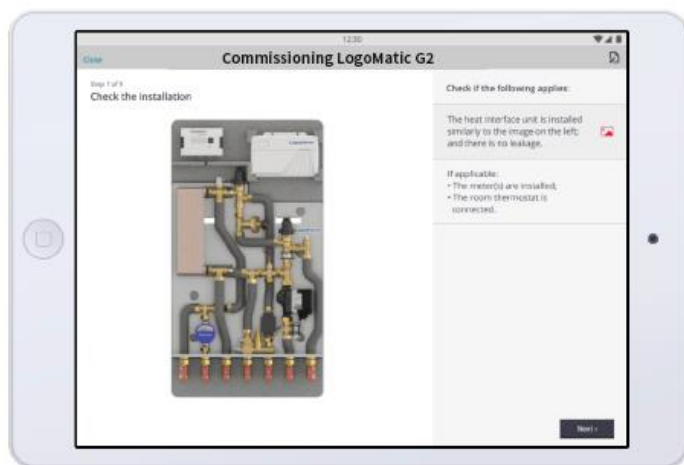 12:30
Close
Commissioning LogoMatic G2
Step 1 of 9
Check the installation
Check if the following applies:
The heat interface unit is installed
similarly to the image on the left;
and there is no leakage.
If applicable:
• The meter(s) are installed;
• The room thermostat is
connected.
Next ›